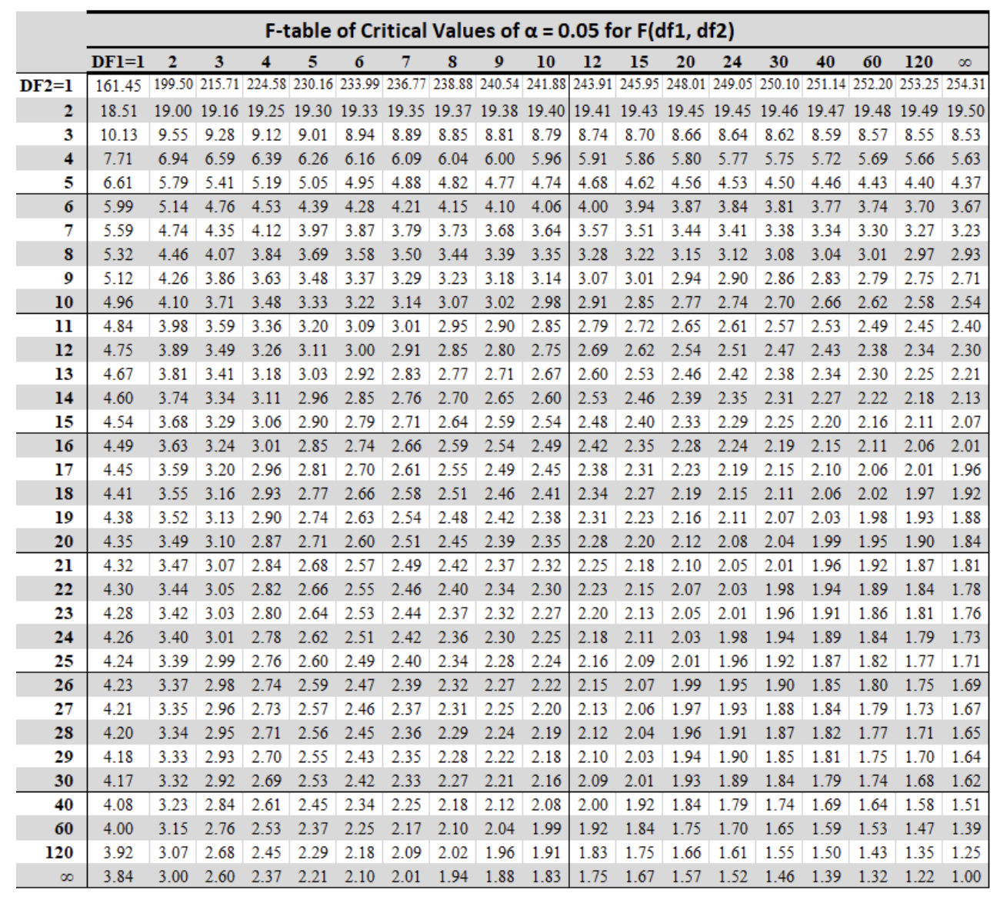 F-table of Critical Values of α = 0.05 for F(df1, df2)
DF1=1 2 3 4 5 6 7 8 9 10 12 15 20 24 30 40 60 120 ∞
DF2=1 161.45 199.50 215.71 224.58 230.16 233.99 236.77 238.88 240.54 241.88 243.91 245.95 248.01 249.05 250.10 251.14 252.20 253.25 254.31
2 18.51 19.00 19.16 19.25 19.30 19.33 19.35 19.37 19.38 19.40 19.41 19.43 19.45 19.45 19.46 19.47 19.48 19.49 19.50
3 10.13 9.55 9.28 9.12 9.01 8.94 8.89 8.85 8.81 8.79 8.74 8.70 8.66 8.64 8.62 8.59 8.57 8.55 8.53
4 7.71 6.94 6.59 6.39 6.26 6.16 6.09 6.04 6.00 5.96 5.91 5.86 5.80 5.77 5.75 5.72 5.69 5.66 5.63
5 6.61 5.79 5.41 5.19 5.05 4.95 4.88 4.82 4.77 4.74 4.68 4.62 4.56 4.53 4.50 4.46 4.43 4.40 4.37
6 5.99 5.14 4.76 4.53 4.39 4.28 4.21 4.15 4.10 4.06 4.00 3.94 3.87 3.84 3.81 3.77 3.74 3.70 3.67
7 5.59 4.74 4.35 4.12 3.97 3.87 3.79 3.73 3.68 3.64 3.57 3.51 3.44 3.41 3.38 3.34 3.30 3.27 3.23
8 5.32 4.46 4.07 3.84 3.69 3.58 3.50 3.44 3.39 3.35 3.28 3.22 3.15 3.12 3.08 3.04 3.01 2.97 2.93
9 5.12 4.26 3.86 3.63 3.48 3.37 3.29 3.23 3.18 3.14 3.07 3.01 2.94 2.90 2.86 2.83 2.79 2.75 2.71
10 4.96 4.10 3.71 3.48 3.33 3.22 3.14 3.07 3.02 2.98 2.91 2.85 2.77 2.74 2.70 2.66 2.62 2.58 2.54
11 4.84 3.98 3.59 3.36 3.20 3.09 3.01 2.95 2.90 2.85 2.79 2.72 2.65 2.61 2.57 2.53 2.49 2.45 2.40
12 4.75 3.89 3.49 3.26 3.11 3.00 2.91 2.85 2.80 2.75 2.69 2.62 2.54 2.51 2.47 2.43 2.38 2.34 2.30
13 4.67 3.81 3.41 3.18 3.03 2.92 2.83 2.77 2.71 2.67 2.60 2.53 2.46 2.42 2.38 2.34 2.30 2.25 2.21
14 4.60 3.74 3.34 3.11 2.96 2.85 2.76 2.70 2.65 2.60 2.53 2.46 2.39 2.35 2.31 2.27 2.22 2.18 2.13
15 4.54 3.68 3.29 3.06 2.90 2.79 2.71 2.64 2.59 2.54 2.48 2.40 2.33 2.29 2.25 2.20 2.16 2.11 2.07
16 4.49 3.63 3.24 3.01 2.85 2.74 2.66 2.59 2.54 2.49 2.42 2.35 2.28 2.24 2.19 2.15 2.11 2.06 2.01
17 4.45 3.59 3.20 2.96 2.81 2.70 2.61 2.55 2.49 2.45 2.38 2.31 2.23 2.19 2.15 2.10 2.06 2.01 1.96
18 4.41 3.55 3.16 2.93 2.77 2.66 2.58 2.51 2.46 2.41 2.34 2.27 2.19 2.15 2.11 2.06 2.02 1.97 1.92
19 4.38 3.52 3.13 2.90 2.74 2.63 2.54 2.48 2.42 2.38 2.31 2.23 2.16 2.11 2.07 2.03 1.98 1.93 1.88
20 4.35 3.49 3.10 2.87 2.71 2.60 2.51 2.45 2.39 2.35 2.28 2.20 2.12 2.08 2.04 1.99 1.95 1.90 1.84
21 4.32 3.47 3.07 2.84 2.68 2.57 2.49 2.42 2.37 2.32 2.25 2.18 2.10 2.05 2.01 1.96 1.92 1.87 1.81
22 4.30 3.44 3.05 2.82 2.66 2.55 2.46 2.40 2.34 2.30 2.23 2.15 2.07 2.03 1.98 1.94 1.89 1.84 1.78
23 4.28 3.42 3.03 2.80 2.64 2.53 2.44 2.37 2.32 2.27 2.20 2.13 2.05 2.01 1.96 1.91 1.86 1.81 1.76
24 4.26 3.40 3.01 2.78 2.62 2.51 2.42 2.36 2.30 2.25 2.18 2.11 2.03 1.98 1.94 1.89 1.84 1.79 1.73
25 4.24 3.39 2.99 2.76 2.60 2.49 2.40 2.34 2.28 2.24 2.16 2.09 2.01 1.96 1.92 1.87 1.82 1.77 1.71
26 4.23 3.37 2.98 2.74 2.59 2.47 2.39 2.32 2.27 2.22 2.15 2.07 1.99 1.95 1.90 1.85 1.80 1.75 1.69
27 4.21 3.35 2.96 2.73 2.57 2.46 2.37 2.31 2.25 2.20 2.13 2.06 1.97 1.93 1.88 1.84 1.79 1.73 1.67
28 4.20 3.34 2.95 2.71 2.56 2.45 2.36 2.29 2.24 2.19 2.12 2.04 1.96 1.91 1.87 1.82 1.77 1.71 1.65
29 4.18 3.33 2.93 2.70 2.55 2.43 2.35 2.28 2.22 2.18 2.10 2.03 1.94 1.90 1.85 1.81 1.75 1.70 1.64
30 4.17 3.32 2.92 2.69 2.53 2.42 2.33 2.27 2.21 2.16 2.09 2.01 1.93 1.89 1.84 1.79 1.74 1.68 1.62
40 4.08 3.23 2.84 2.61 2.45 2.34 2.25 2.18 2.12 2.08 2.00 1.92 1.84 1.79 1.74 1.69 1.64 1.58 1.51
60 4.00 3.15 2.76 2.53 2.37 2.25 2.17 2.10 2.04 1.99 1.92 1.84 1.75 1.70 1.65 1.59 1.53 1.47 1.39
120 3.92 3.07 2.68 2.45 2.29 2.18 2.09 2.02 1.96 1.91 1.83 1.75 1.66 1.61 1.55 1.50 1.43 1.35 1.25
∞ 3.84 3.00 2.60 2.37 2.21 2.10 2.01 1.94 1.88 1.83 1.75 1.67 1.57 1.52 1.46 1.39 1.32 1.22 1.00